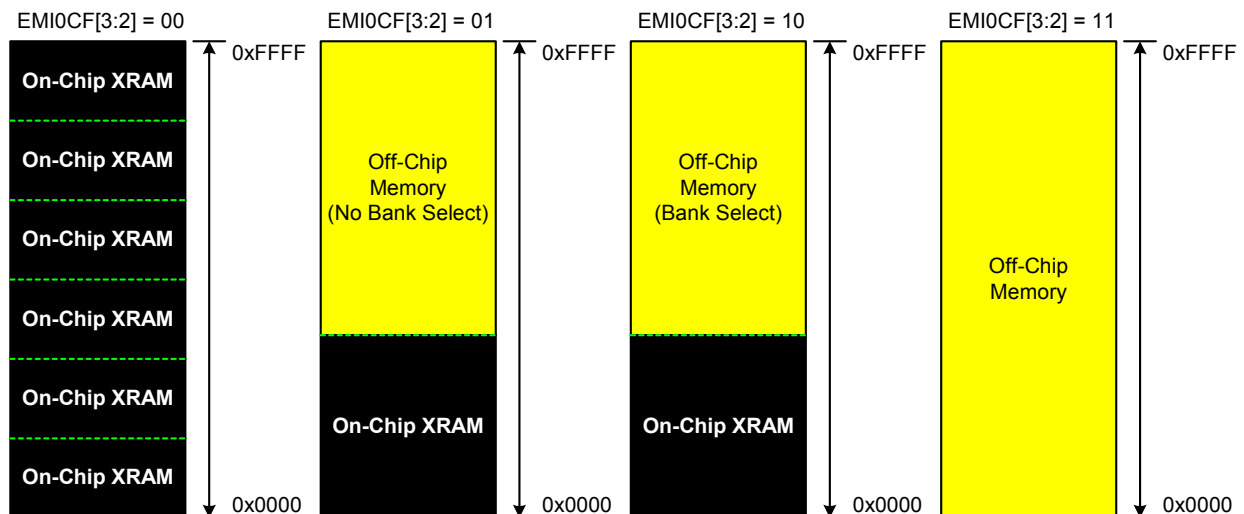 EMI0CF[3:2] = 00
0xFFFF
On-Chip XRAM
On-Chip XRAM
On-Chip XRAM
On-Chip XRAM
On-Chip XRAM
On-Chip XRAM
0x0000
EMI0CF[3:2] = 01
0xFFFF
Off-Chip
Memory
(No Bank Select)
On-Chip XRAM
0x0000
EMI0CF[3:2] = 10
0xFFFF
Off-Chip
Memory
(Bank Select)
On-Chip XRAM
0x0000
EMI0CF[3:2] = 11
0xFFFF
Off-Chip
Memory
0x0000